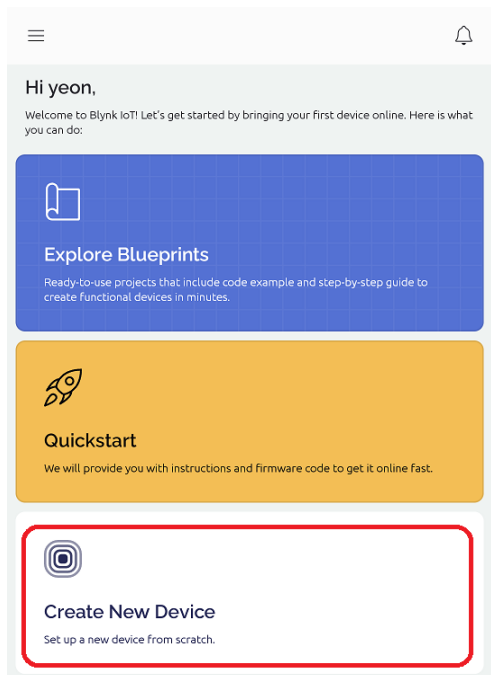 Hi yeon,
Welcome to Blynk IoT! Let's get started by bringing your first device online. Here is what
you can do:
Explore Blueprints
Ready-to-use projects that include code example and step-by-step guide to
create functional devices in minutes.
Quickstart
We will provide you with instructions and firmware code to get it online fast.
Create New Device
Set up a new device from scratch.